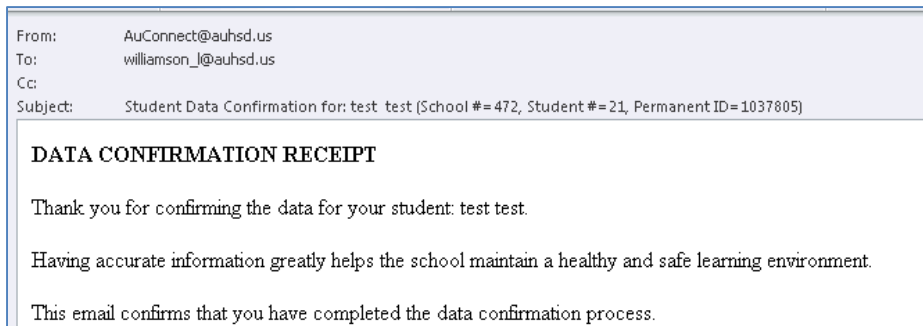 From: AuConnect@auhsd.us
To: williamson_l@auhsd.us
Cc:
Subject: Student Data Confirmation for: test test (School #=472, Student #=21, Permanent ID=1037805)
DATA CONFIRMATION RECEIPT
Thank you for confirming the data for your student: test test.
Having accurate information greatly helps the school maintain a healthy and safe learning environment.
This email confirms that you have completed the data confirmation process.